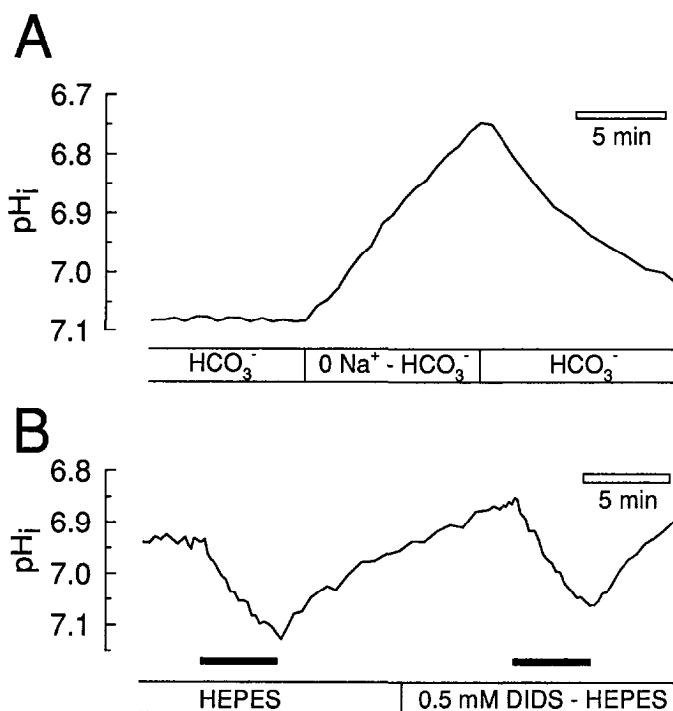 A
6.7
6.8
6.9
7.0
7.1
pHi
5 min
HCO₃⁻ 0 Na⁺ - HCO₃⁻ HCO₃⁻
B
6.8
6.9
7.0
7.1
pHi
5 min
HEPES 0.5 mM DIDS - HEPES